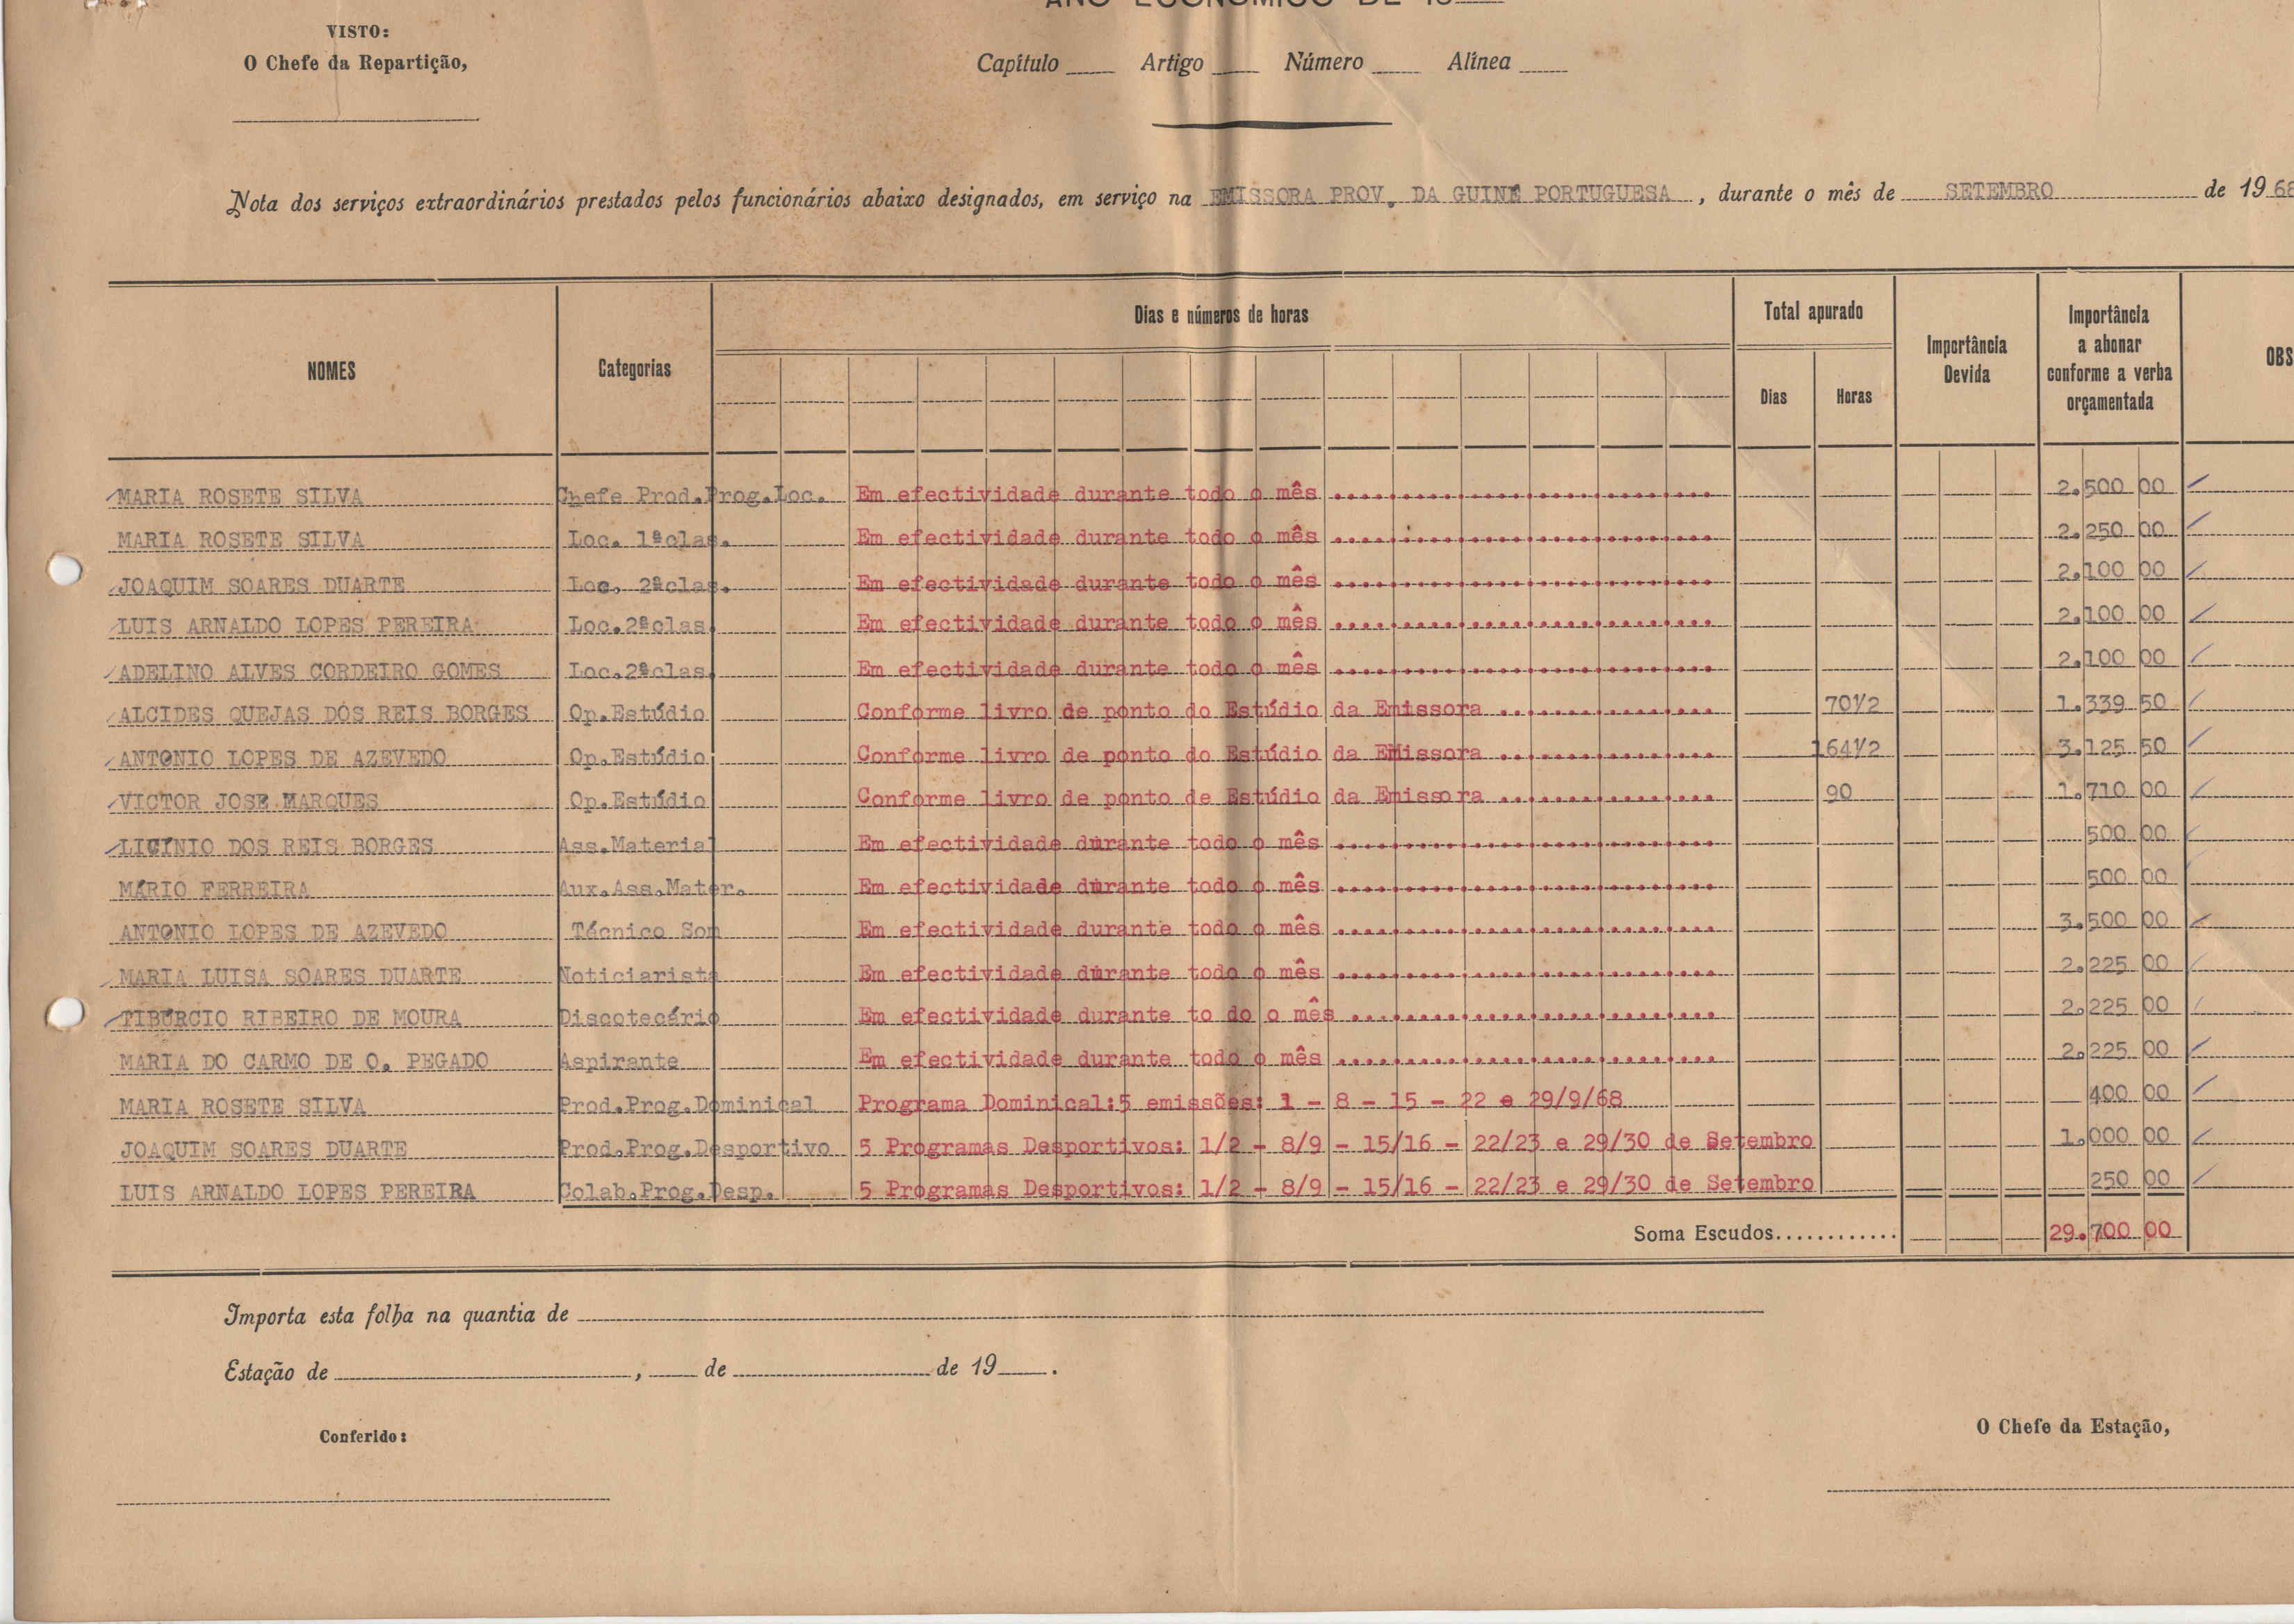 ANO ECONÓMICO DE 19
VISTO:
O Chefe da Repartição,
Capítulo Artigo Número Alínea
Nota dos serviços extraordinários prestados pelos funcionários abaixo designados, em serviço na EMISSORA PROV. DA GUINÉ PORTUGUESA, durante o mês de SETEMBRO de 1968
NOMES Categorias Dias e números de horas Total apurado Dias Horas Importância Devida Importância a abonar conforme a verba orçamentada OBS
MARIA ROSETE SILVA Chefe Prod.Prog.Loc. Em efectividade durante todo o mês 2.500 00
MARIA ROSETE SILVA Loc. 1ªclas. Em efectividade durante todo o mês 2.250 00
JOAQUIM SOARES DUARTE Loc. 2ªclas. Em efectividade durante todo o mês 2.100 00
LUIS ARNALDO LOPES PEREIRA Loc.2ªclas. Em efectividade durante todo o mês 2.100 00
ADELINO ALVES CORDEIRO GOMES Loc.2ªclas. Em efectividade durante todo o mês 2.100 00
ALCIDES QUEJAS DOS REIS BORGES Op.Estúdio Conforme livro de ponto do Estúdio da Emissora 701/2 1.339 50
ANTONIO LOPES DE AZEVEDO Op.Estúdio Conforme livro de ponto do Estúdio da EMissora 1641/2 3.125 50
VICTOR JOSE MARQUES Op.Estúdio Conforme livro de ponto de Estúdio da Emissora 90 1.710 00
LICÍNIO DOS REIS BORGES Ass.Material Em efectividade durante todo o mês 500 00
MÁRIO FERREIRA Aux.Ass.Mater. Em efectividade durante todo o mês 500 00
ANTONIO LOPES DE AZEVEDO Técnico Som Em efectividade durante todo o mês 3.500 00
MARIA LUISA SOARES DUARTE Noticiarista Em efectividade durante todo o mês 2.225 00
TIBÚRCIO RIBEIRO DE MOURA Discotecário Em efectividade durante to do o mês 2.225 00
MARIA DO CARMO DE O. PEGADO Aspirante Em efectividade durante todo o mês 2.225 00
MARIA ROSETE SILVA Prod.Prog.Dominical Programa Dominical:5 emissões: 1 - 8 - 15 - 22 e 29/9/68 400 00
JOAQUIM SOARES DUARTE Prod.Prog.Desportivo 5 Programas Desportivos: 1/2 - 8/9 - 15/16 - 22/23 e 29/30 de Setembro 1.000 00
LUIS ARNALDO LOPES PEREIRA Colab.Prog.Desp. 5 Programas Desportivos: 1/2 - 8/9 - 15/16 - 22/23 e 29/30 de Setembro 250 00
Soma Escudos............ 29.700 00
Importa esta folha na quantia de
Estação de , de de 19 .
Conferido:
O Chefe da Estação,